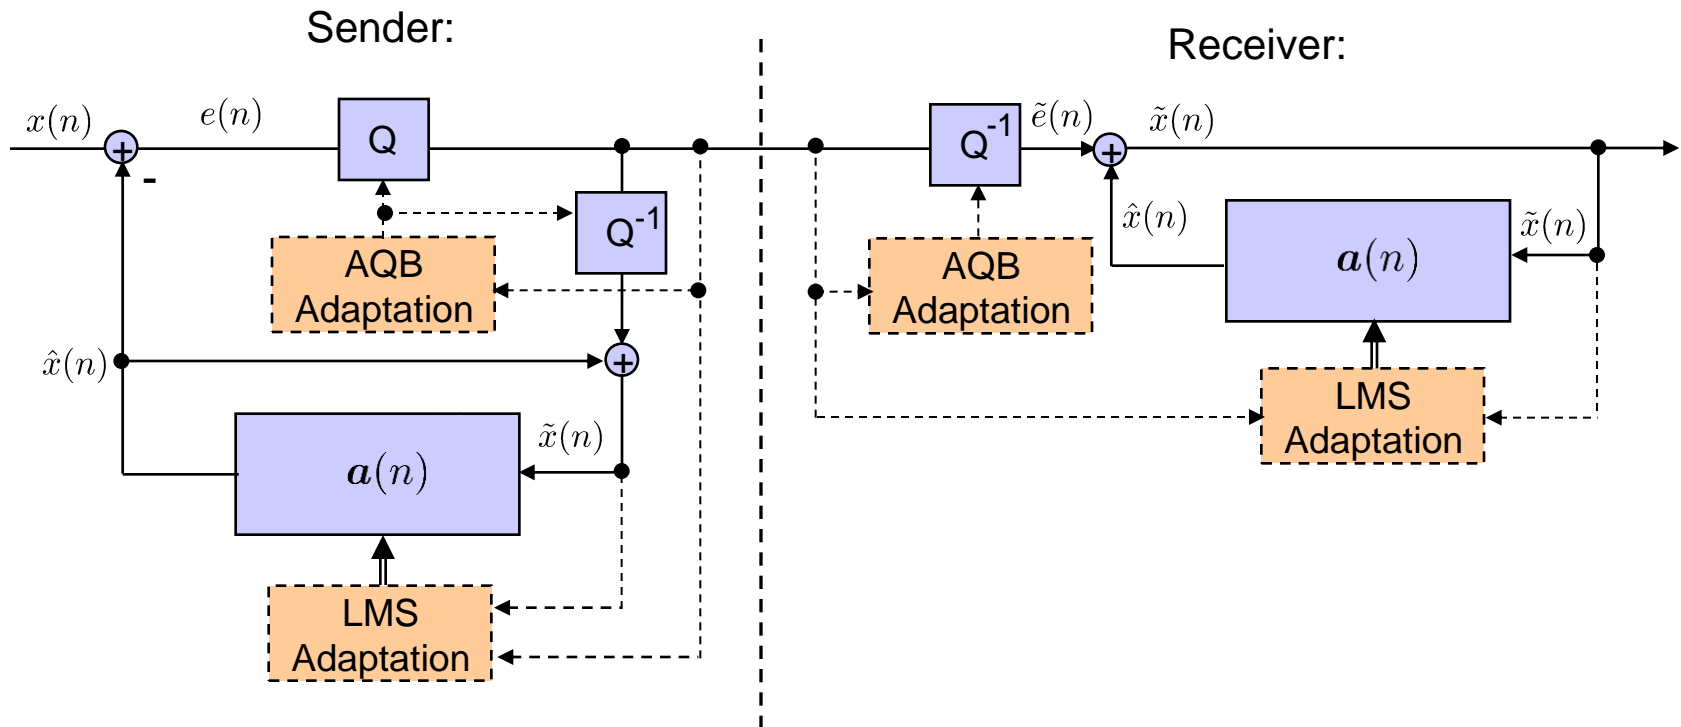 Sender:
Receiver:
x(n)
e(n)
Q
+
-
Q⁻¹
AQB
Adaptation
x̂(n)
+
a(n)
x̃(n)
LMS
Adaptation
Q⁻¹
ẽ(n)
x̃(n)
+
x̂(n)
AQB
Adaptation
a(n)
x̃(n)
LMS
Adaptation